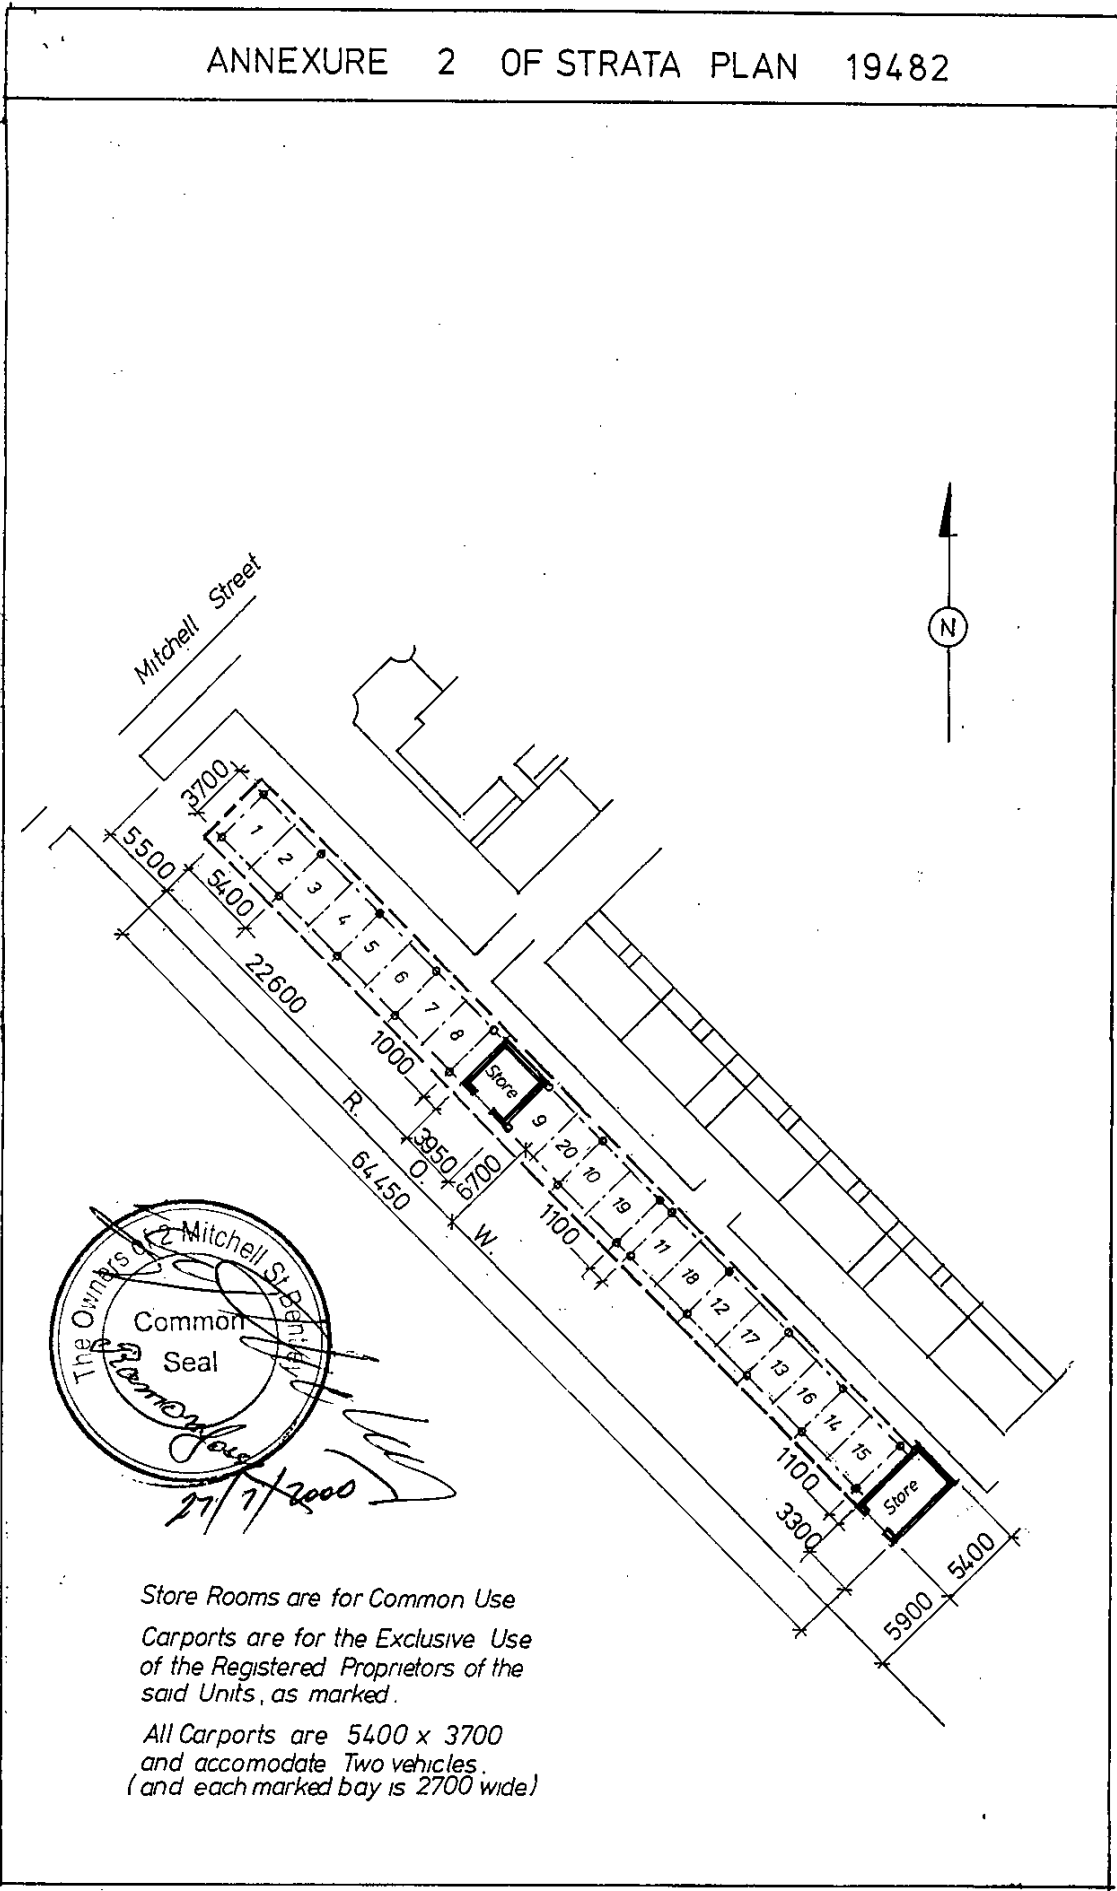 ANNEXURE 2 OF STRATA PLAN 19482
Mitchell Street
N
3700
5500
5400
1
2
3
4
5
6
7
8
22600
1000
Store
9
20
10
19
11
18
12
17
13
16
14
15
R. O. W.
3950
6700
64450
1100
1100
3300
Store
5400
5900
The Owners of 2 Mitchell St Bentley
Common
Seal
27/7/2000
Store Rooms are for Common Use
Carports are for the Exclusive Use
of the Registered Proprietors of the
said Units, as marked.
All Carports are 5400 x 3700
and accomodate Two vehicles.
(and each marked bay is 2700 wide)